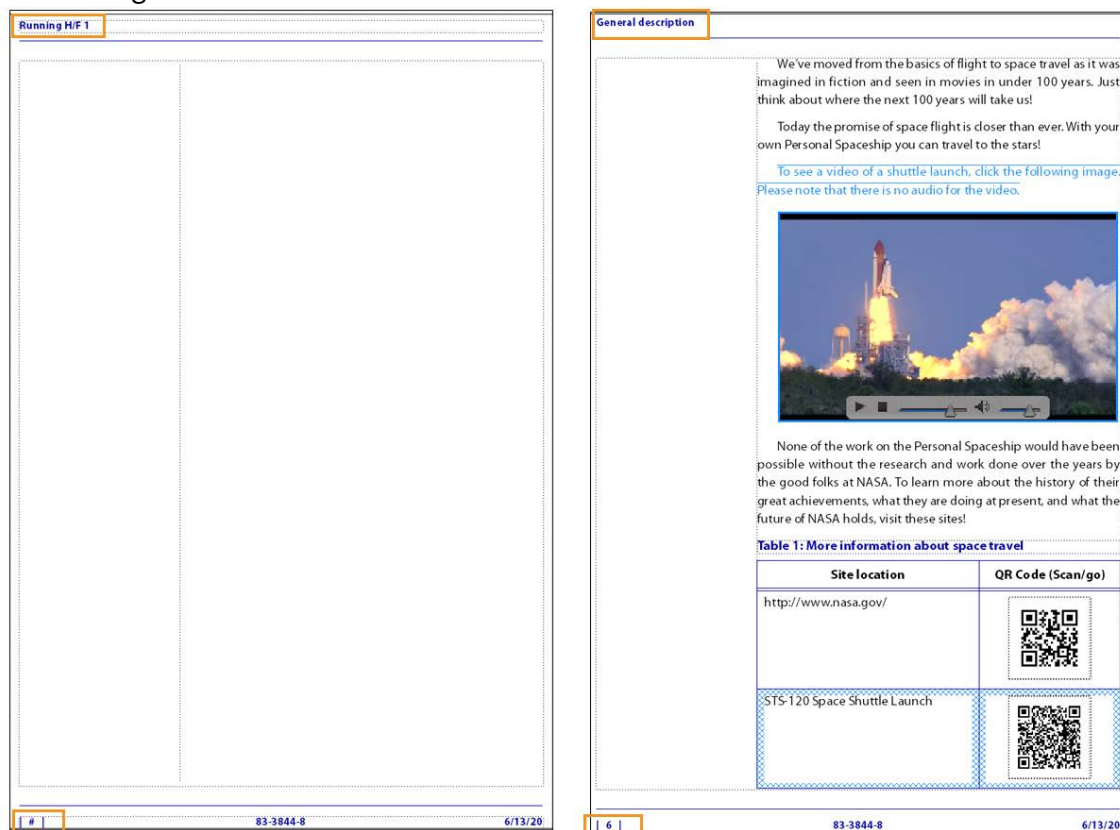 Running H/F 1
| # |
83-3844-8
6/13/20
General description
We've moved from the basics of flight to space travel as it was
imagined in fiction and seen in movies in under 100 years. Just
think about where the next 100 years will take us!
Today the promise of space flight is closer than ever. With your
own Personal Spaceship you can travel to the stars!
To see a video of a shuttle launch, click the following image.
Please note that there is no audio for the video.
None of the work on the Personal Spaceship would have been
possible without the research and work done over the years by
the good folks at NASA. To learn more about the history of their
great achievements, what they are doing at present, and what the
future of NASA holds, visit these sites!
Table 1: More information about space travel
Site location
QR Code (Scan/go)
http://www.nasa.gov/
STS-120 Space Shuttle Launch
| 6 |
83-3844-8
6/13/20